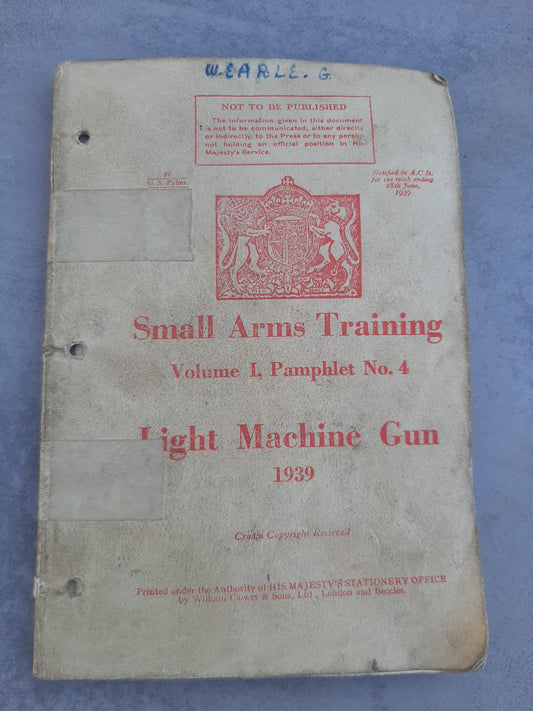 WEARLE. G.
NOT TO BE PUBLISHED
The information given in this document
is not to be communicated, either directly
or indirectly, to the Press or to any person
not holding an official position in His
Majesty's Service.
26
G.S. Publns.
Notified in A.C.Is.
for the week ending
28th June,
1939
Small Arms Training
Volume I, Pamphlet No. 4
Light Machine Gun
1939
Crown Copyright Reserved
Printed under the Authority of HIS MAJESTY'S STATIONERY OFFICE
by William Clowes & Sons, Ltd., London and Beccles.